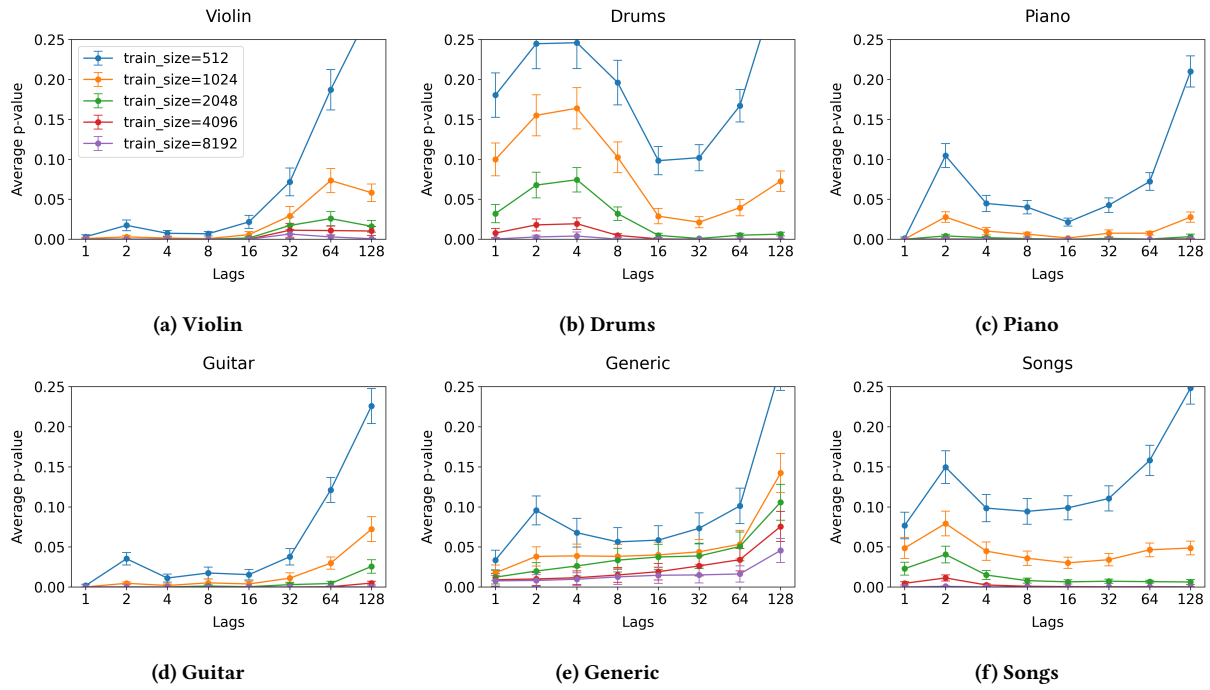 Violin
0.25
0.20
0.15
0.10
0.05
0.00
Average p-value
train_size=512
train_size=1024
train_size=2048
train_size=4096
train_size=8192
1 2 4 8 16 32 64 128
Lags
(a) Violin
Drums
0.25
0.20
0.15
0.10
0.05
0.00
Average p-value
1 2 4 8 16 32 64 128
Lags
(b) Drums
Piano
0.25
0.20
0.15
0.10
0.05
0.00
Average p-value
1 2 4 8 16 32 64 128
Lags
(c) Piano
Guitar
0.25
0.20
0.15
0.10
0.05
0.00
Average p-value
1 2 4 8 16 32 64 128
Lags
(d) Guitar
Generic
0.25
0.20
0.15
0.10
0.05
0.00
Average p-value
1 2 4 8 16 32 64 128
Lags
(e) Generic
Songs
0.25
0.20
0.15
0.10
0.05
0.00
Average p-value
1 2 4 8 16 32 64 128
Lags
(f) Songs